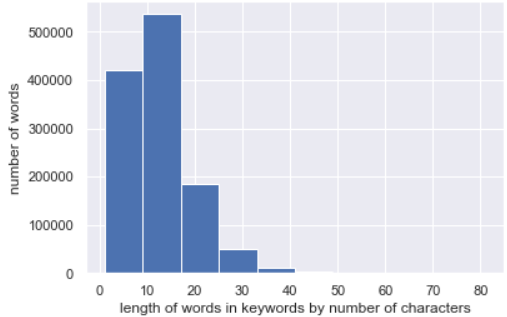 500000
400000
300000
200000
100000
0
number of words
0 10 20 30 40 50 60 70 80
length of words in keywords by number of characters